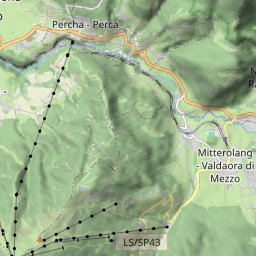 Percha - Perca
Mitterolang
- Valdaora di
Mezzo
LS/SP43